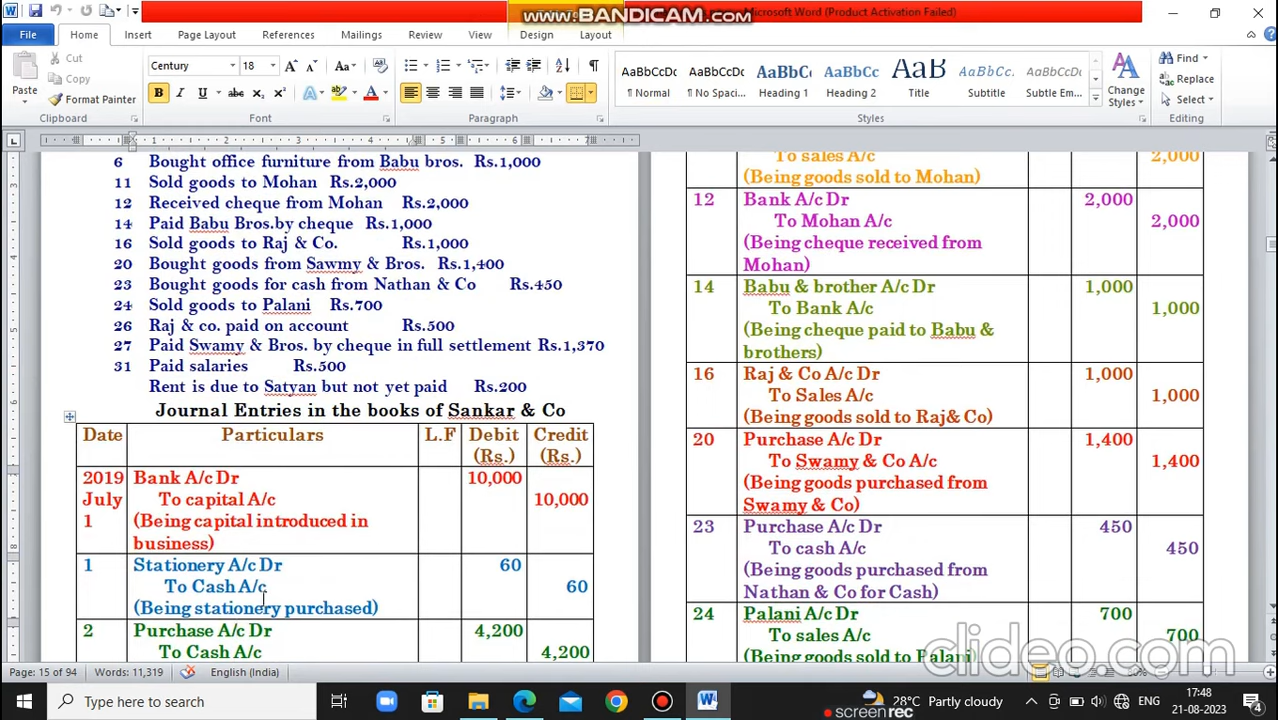 www.BANDICAM.com
Microsoft Word (Product Activation Failed)
File Home Insert Page Layout References Mailings Review View Design Layout
Cut
Copy
Format Painter
Paste
Clipboard
Century 18
Font
Paragraph
AaBbCcDc AaBbCcDc AaBbCc AaBbCc AaB AaBbCcDc AaBbCcDc
¶ Normal ¶ No Spaci... Heading 1 Heading 2 Title Subtitle Subtle Em...
Styles
Change Styles
Find
Replace
Select
Editing
6 Bought office furniture from Babu bros. Rs.1,000
11 Sold goods to Mohan Rs.2,000
12 Received cheque from Mohan Rs.2,000
14 Paid Babu Bros.by cheque Rs.1,000
16 Sold goods to Raj & Co. Rs.1,000
20 Bought goods from Sawmy & Bros. Rs.1,400
23 Bought goods for cash from Nathan & Co Rs.450
24 Sold goods to Palani Rs.700
26 Raj & co. paid on account Rs.500
27 Paid Swamy & Bros. by cheque in full settlement Rs.1,370
31 Paid salaries Rs.500
Rent is due to Satyan but not yet paid Rs.200
Journal Entries in the books of Sankar & Co
Date Particulars L.F Debit (Rs.) Credit (Rs.)
2019 Bank A/c Dr 10,000
July To capital A/c 10,000
1 (Being capital introduced in
business)
1 Stationery A/c Dr 60
To Cash A/c 60
(Being stationery purchased)
2 Purchase A/c Dr 4,200
To Cash A/c 4,200
To sales A/c 2,000
(Being goods sold to Mohan)
12 Bank A/c Dr 2,000
To Mohan A/c 2,000
(Being cheque received from
Mohan)
14 Babu & brother A/c Dr 1,000
To Bank A/c 1,000
(Being cheque paid to Babu &
brothers)
16 Raj & Co A/c Dr 1,000
To Sales A/c 1,000
(Being goods sold to Raj& Co)
20 Purchase A/c Dr 1,400
To Swamy & Co A/c 1,400
(Being goods purchased from
Swamy & Co)
23 Purchase A/c Dr 450
To cash A/c 450
(Being goods purchased from
Nathan & Co for Cash)
24 Palani A/c Dr 700
To sales A/c 700
(Being goods sold to Palani)
clideo.com
Page: 15 of 94 Words: 11,319 English (India)
Type here to search
28°C Partly cloudy
ENG
17:48
21-08-2023
4
screen rec